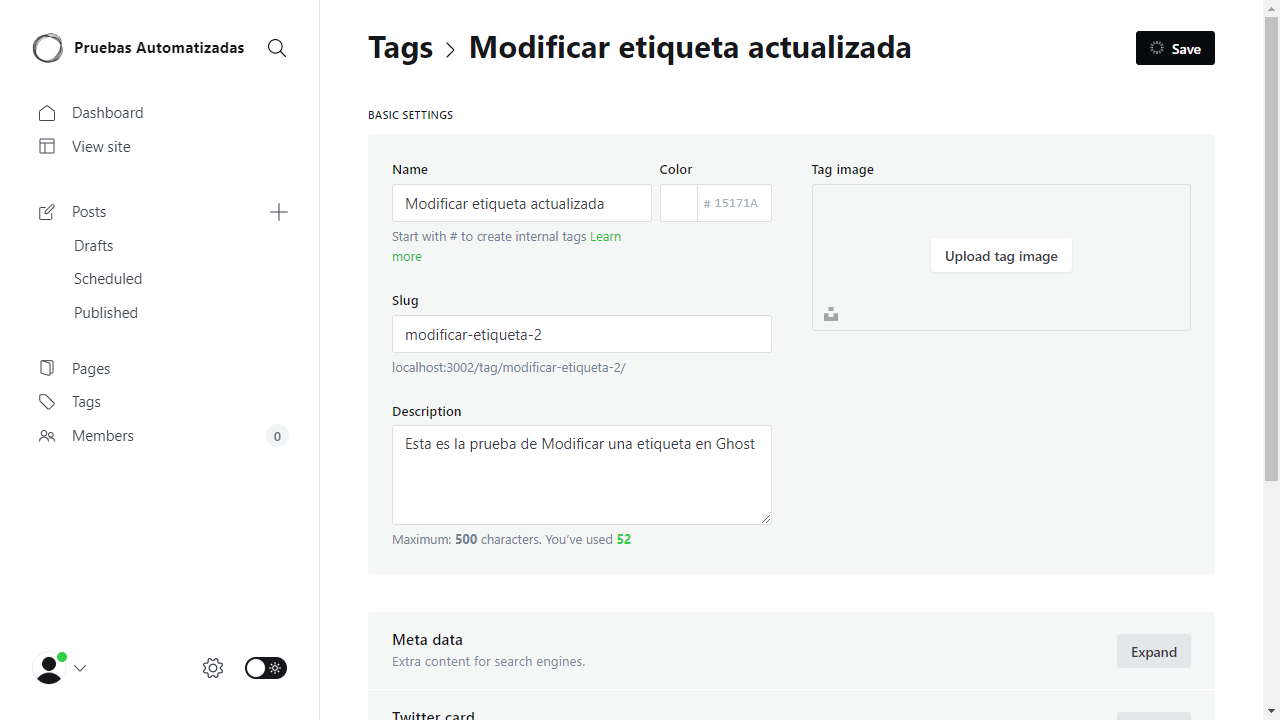 Pruebas Automatizadas
Dashboard
View site
Posts
Drafts
Scheduled
Published
Pages
Tags
Members 0
Tags Modificar etiqueta actualizada
Save
BASIC SETTINGS
Name
Modificar etiqueta actualizada
Start with # to create internal tags Learn
more
Color
# 15171A
Slug
modificar-etiqueta-2
localhost:3002/tag/modificar-etiqueta-2/
Description
Esta es la prueba de Modificar una etiqueta en Ghost
Maximum: 500 characters. You’ve used 52
Tag image
Upload tag image
Meta data
Extra content for search engines.
Expand
Twitter card